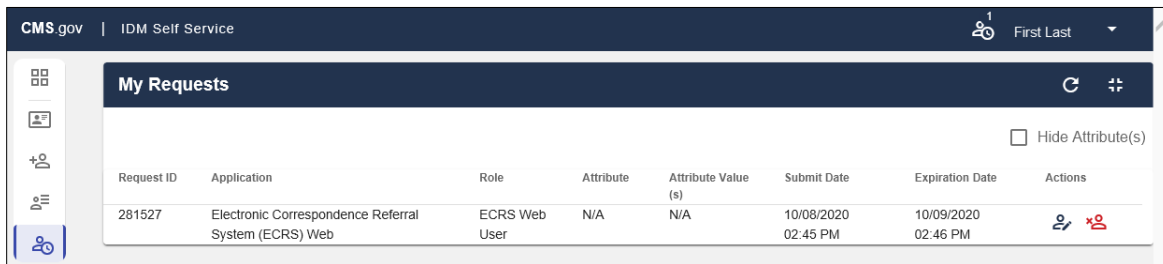 CMS.gov | IDM Self Service 1 First Last
My Requests
Hide Attribute(s)
Request ID Application Role Attribute Attribute Value (s) Submit Date Expiration Date Actions
281527 Electronic Correspondence Referral ECRS Web N/A N/A 10/08/2020 10/09/2020
System (ECRS) Web User 02:45 PM 02:46 PM